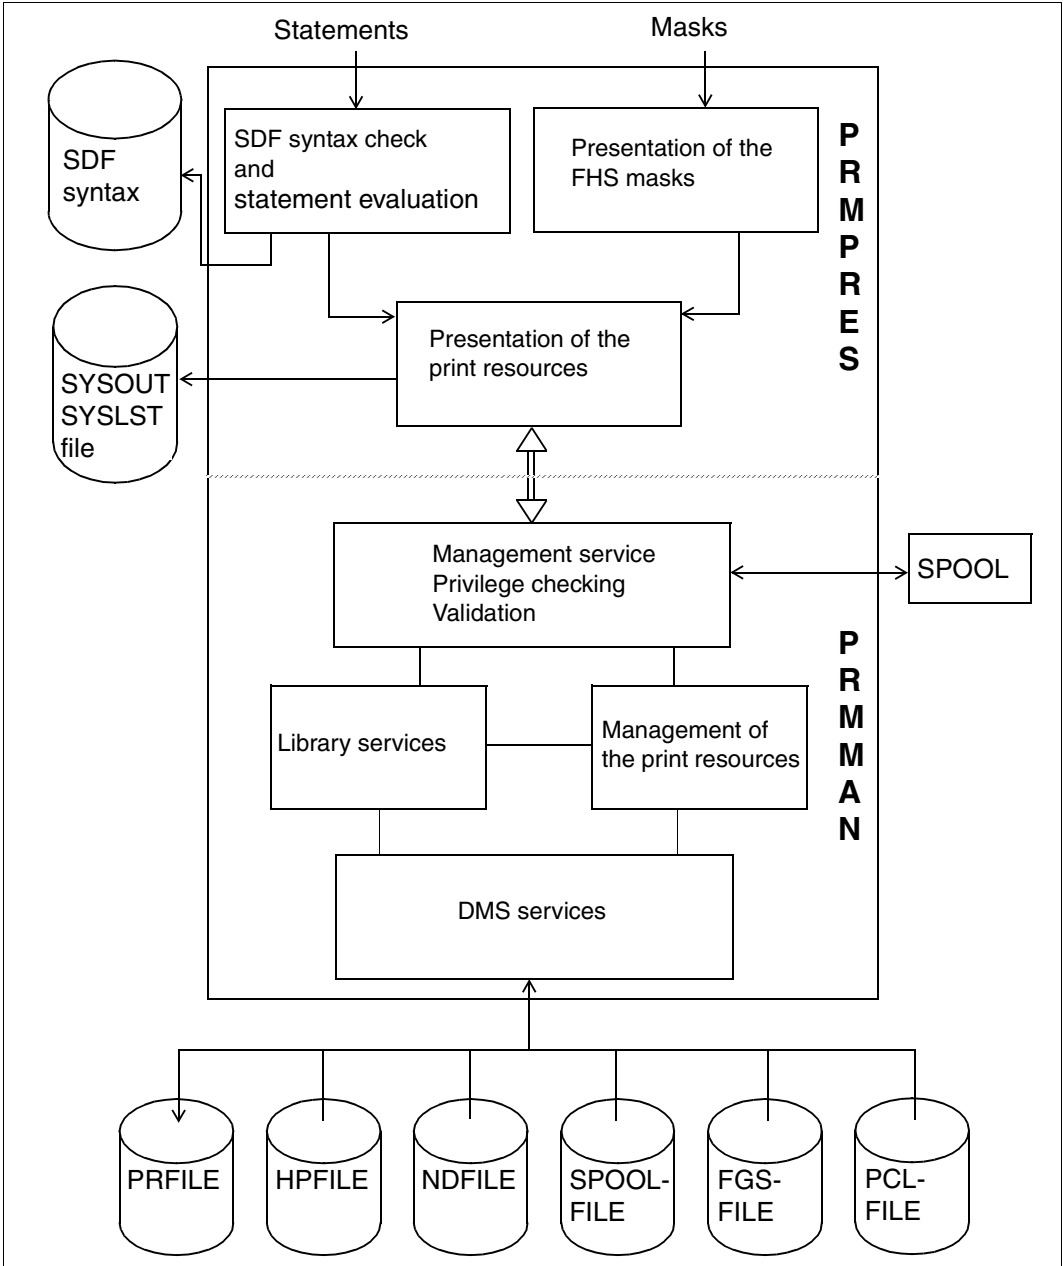 Statements
Masks
SDF syntax check
and
statement evaluation
Presentation of the
FHS masks
PRMPRES
SDF
syntax
Presentation of the
print resources
SYSOUT
SYSLST
file
Management service
Privilege checking
Validation
SPOOL
PRMMAN
Library services
Management of
the print resources
DMS services
PRFILE
HPFILE
NDFILE
SPOOL-
FILE
FGS-
FILE
PCL-
FILE